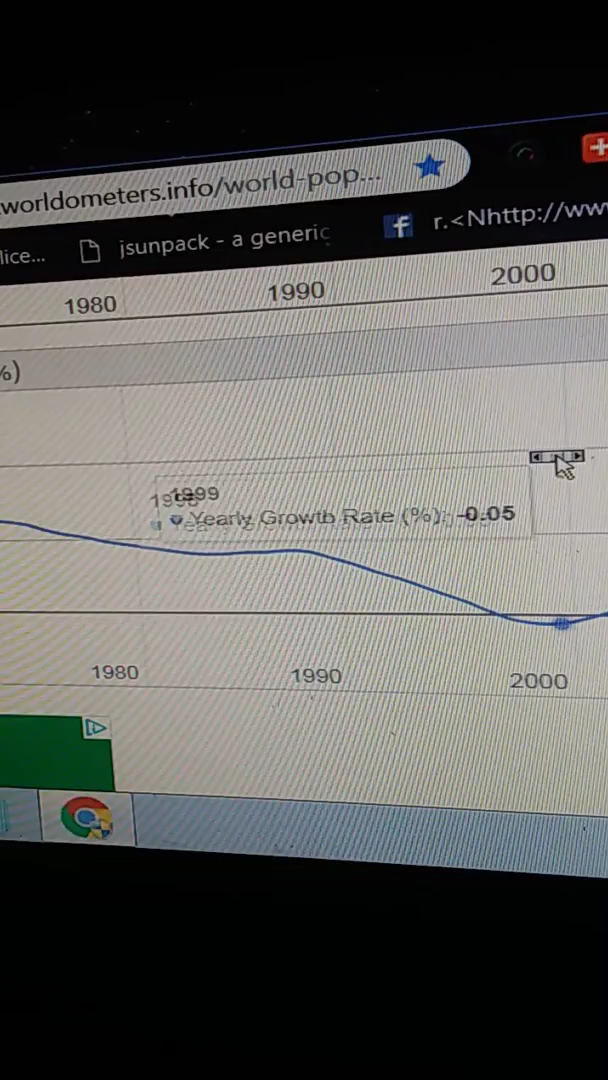 worldometers.info/world-pop...
lice... jsunpack - a generic r.<Nhttp://www
1980 1990 2000
%)
1999
Yearly Growth Rate (%): -0.05
1980 1990 2000